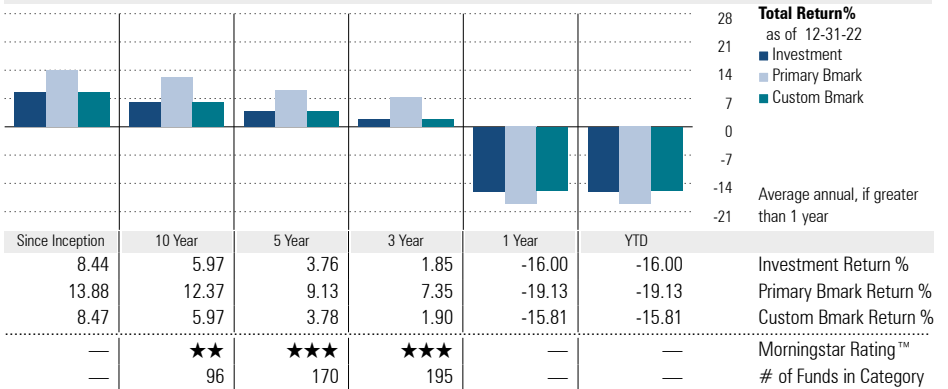 28
21
14
7
0
-7
-14
-21
Total Return%
as of 12-31-22
Investment
Primary Bmark
Custom Bmark
Average annual, if greater
than 1 year
Since Inception 10 Year 5 Year 3 Year 1 Year YTD
8.44 5.97 3.76 1.85 -16.00 -16.00 Investment Return %
13.88 12.37 9.13 7.35 -19.13 -19.13 Primary Bmark Return %
8.47 5.97 3.78 1.90 -15.81 -15.81 Custom Bmark Return %
— ★★ ★★★ ★★★ — — Morningstar Rating™
— 96 170 195 — — # of Funds in Category